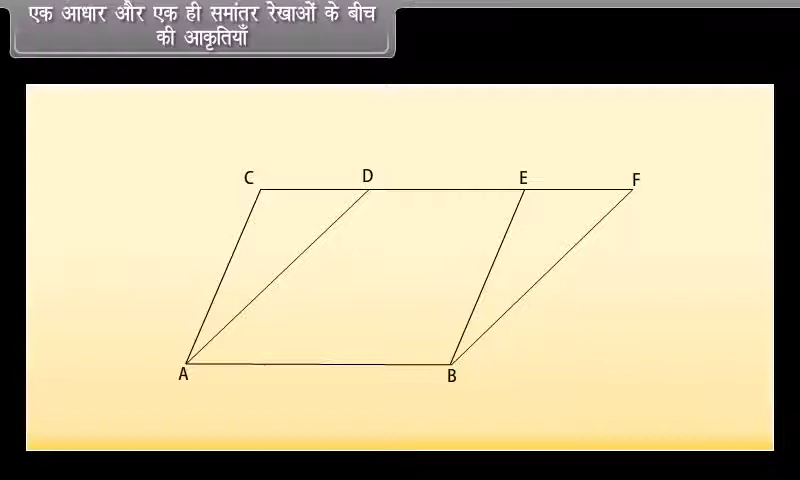 एक आधार और एक ही समांतर रेखाओं के बीच
की आकृतियाँ
C D E F
A B